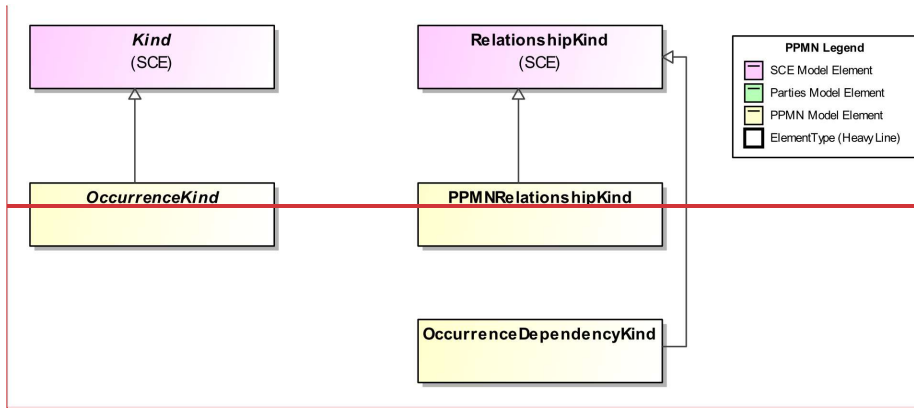 Kind
(SCE)
RelationshipKind
(SCE)
PPMN Legend
SCE Model Element
Parties Model Element
PPMN Model Element
ElementType (Heavy Line)
OccurrenceKind
PPMNRelationshipKind
OccurrenceDependencyKind